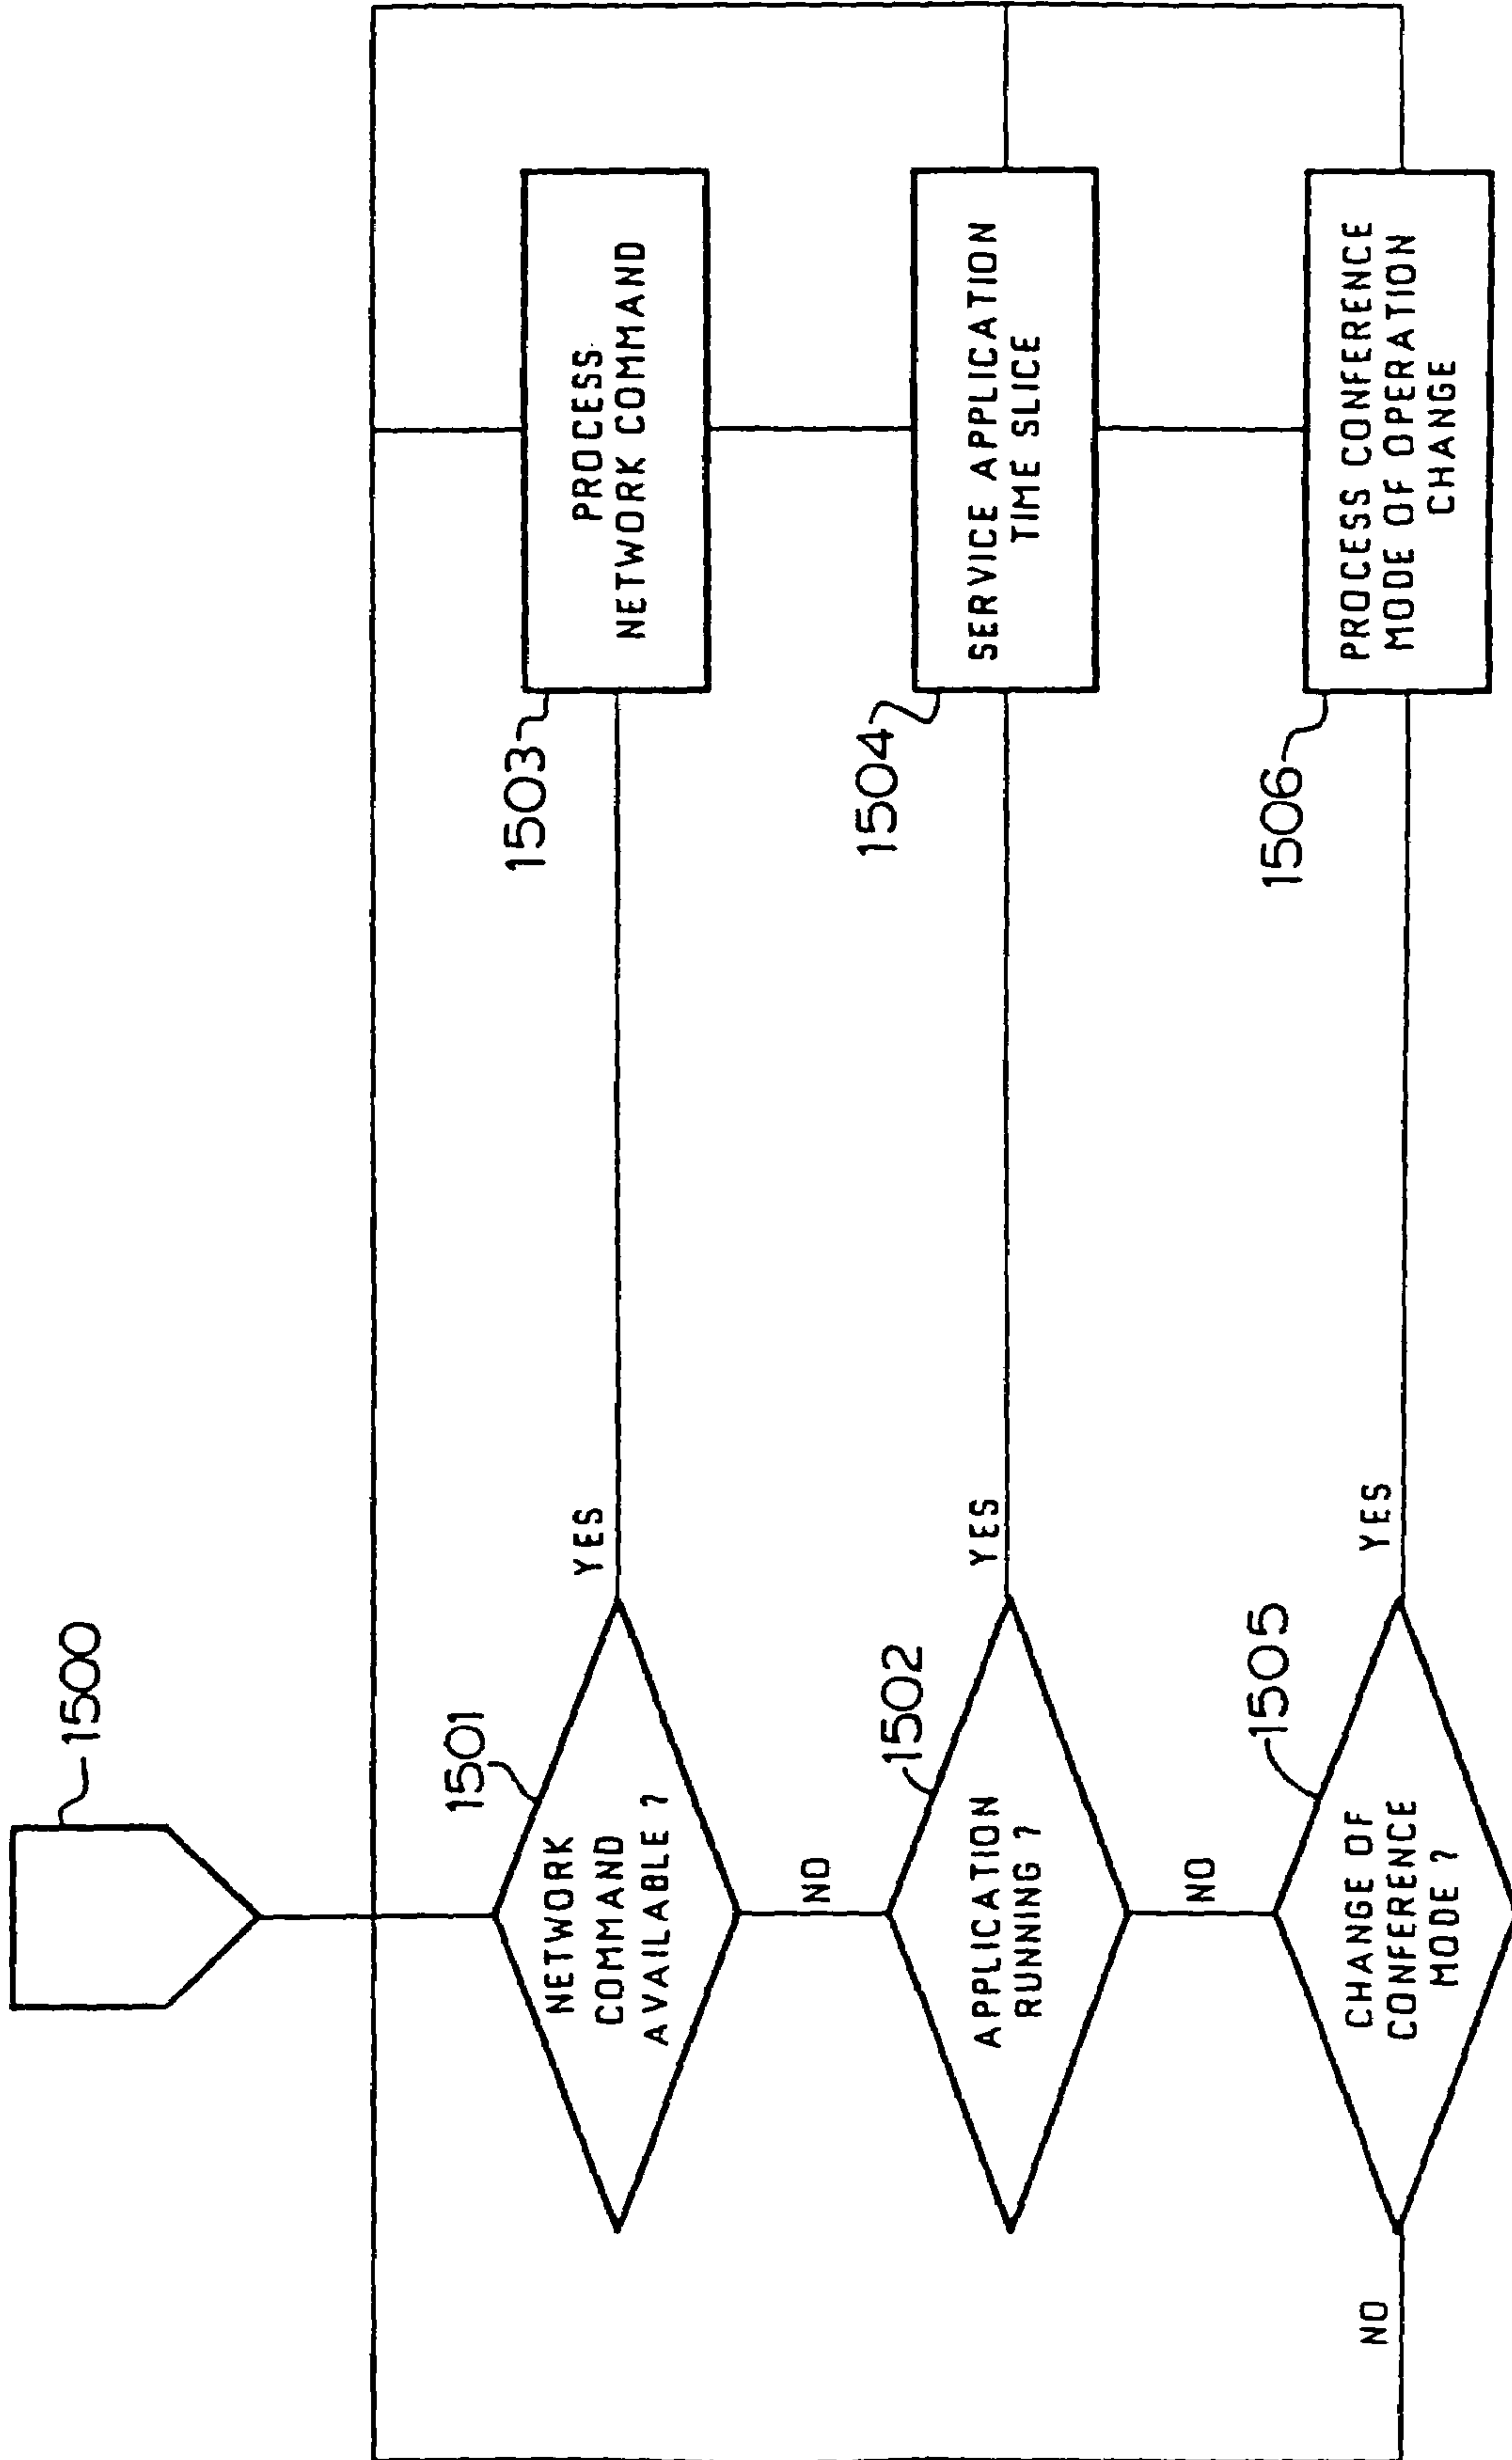 1500
1501
NETWORK
COMMAND
AVAILABLE ?
YES
1503
PROCESS
NETWORK COMMAND
NO
1502
APPLICATION
RUNNING ?
YES
1504
SERVICE APPLICATION
TIME SLICE
NO
1505
CHANGE OF
CONFERENCE
MODE ?
YES
1506
PROCESS CONFERENCE
MODE OF OPERATION
CHANGE
NO